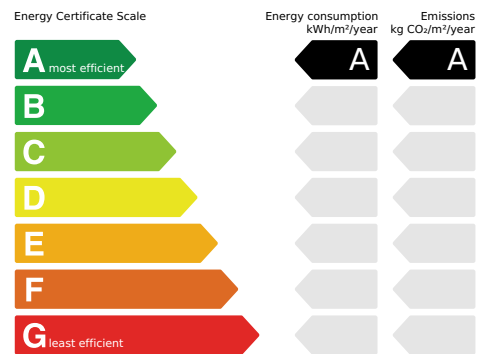 Energy Certificate Scale
Energy consumption
kWh/m²/year
Emissions
kg CO₂/m²/year
A most efficient
A
A
B
C
D
E
F
G least efficient